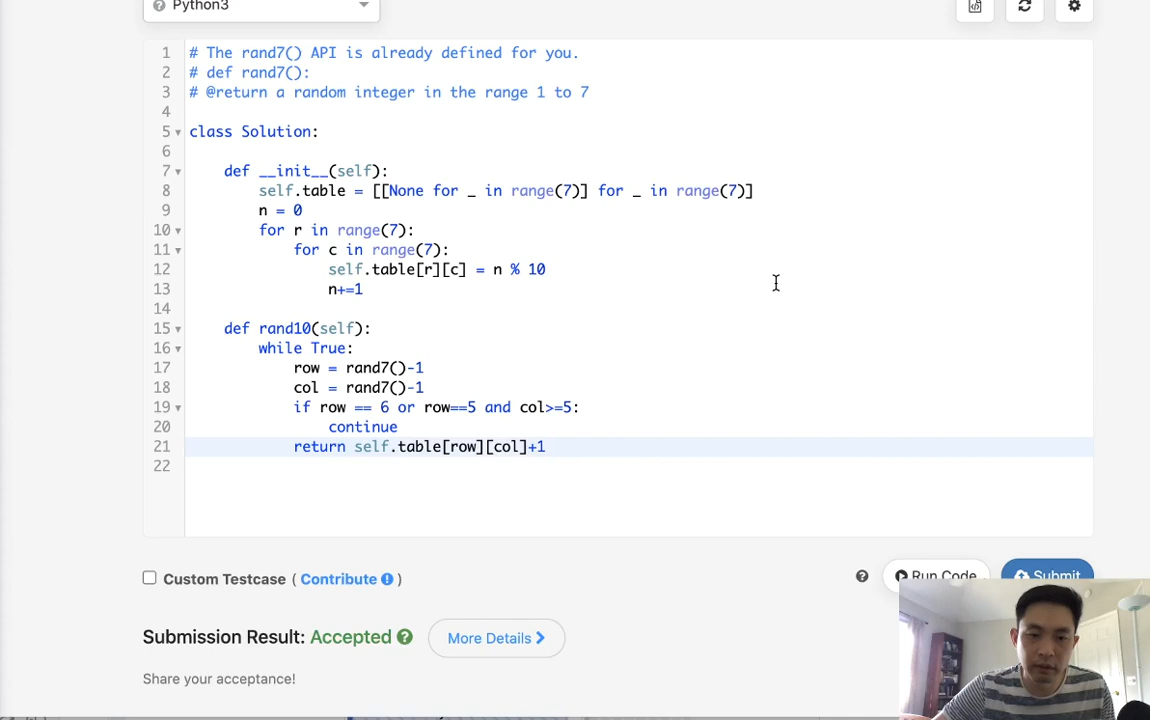 Python3
1 # The rand7() API is already defined for you.
2 # def rand7():
3 # @return a random integer in the range 1 to 7
4
5 class Solution:
6
7 def __init__(self):
8 self.table = [[None for _ in range(7)] for _ in range(7)]
9 n = 0
10 for r in range(7):
11 for c in range(7):
12 self.table[r][c] = n % 10
13 n+=1
14
15 def rand10(self):
16 while True:
17 row = rand7()-1
18 col = rand7()-1
19 if row == 6 or row==5 and col>=5:
20 continue
21 return self.table[row][col]+1
22
Custom Testcase ( Contribute )
Run Code
Submit
Submission Result: Accepted
More Details
Share your acceptance!